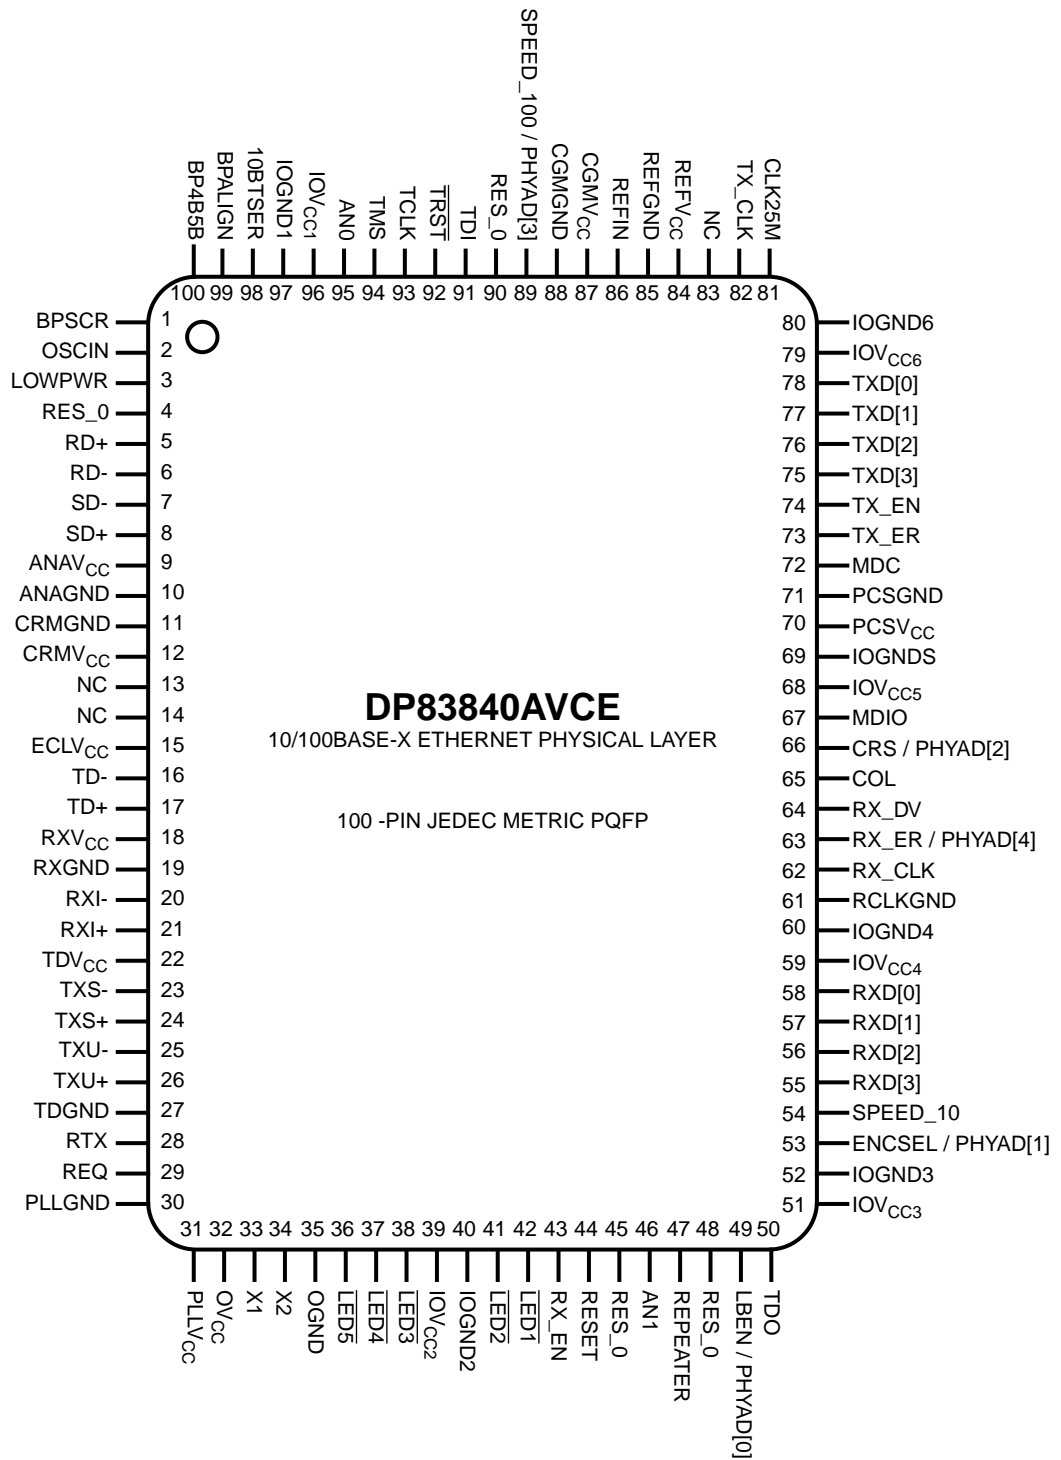 BP4B5B
BPALIGN
10BTSER
IOGND1
IOVCC1
AN0
TMS
TCLK
TRST
TDI
RES_0
SPEED_100 / PHYAD[3]
CGMGND
CGMVCC
REFIN
REFGND
REFVCC
NC
TX_CLK
CLK25M
100 99 98 97 96 95 94 93 92 91 90 89 88 87 86 85 84 83 82 81
BPSCR 1
OSCIN 2
LOWPWR 3
RES_0 4
RD+ 5
RD- 6
SD- 7
SD+ 8
ANAVCC 9
ANAGND 10
CRMGND 11
CRMVCC 12
NC 13
NC 14
ECLVCC 15
TD- 16
TD+ 17
RXVCC 18
RXGND 19
RXI- 20
RXI+ 21
TDVCC 22
TXS- 23
TXS+ 24
TXU- 25
TXU+ 26
TDGND 27
RTX 28
REQ 29
PLLGND 30
DP83840AVCE
10/100BASE-X ETHERNET PHYSICAL LAYER
100 -PIN JEDEC METRIC PQFP
80 IOGND6
79 IOVCC6
78 TXD[0]
77 TXD[1]
76 TXD[2]
75 TXD[3]
74 TX_EN
73 TX_ER
72 MDC
71 PCSGND
70 PCSVCC
69 IOGNDS
68 IOVCC5
67 MDIO
66 CRS / PHYAD[2]
65 COL
64 RX_DV
63 RX_ER / PHYAD[4]
62 RX_CLK
61 RCLKGND
60 IOGND4
59 IOVCC4
58 RXD[0]
57 RXD[1]
56 RXD[2]
55 RXD[3]
54 SPEED_10
53 ENCSEL / PHYAD[1]
52 IOGND3
51 IOVCC3
31 32 33 34 35 36 37 38 39 40 41 42 43 44 45 46 47 48 49 50
PLLVCC
OVCC
X1
X2
OGND
LED5
LED4
LED3
IOVCC2
IOGND2
LED2
LED1
RX_EN
RESET
RES_0
AN1
REPEATER
RES_0
LBEN / PHYAD[0]
TDO